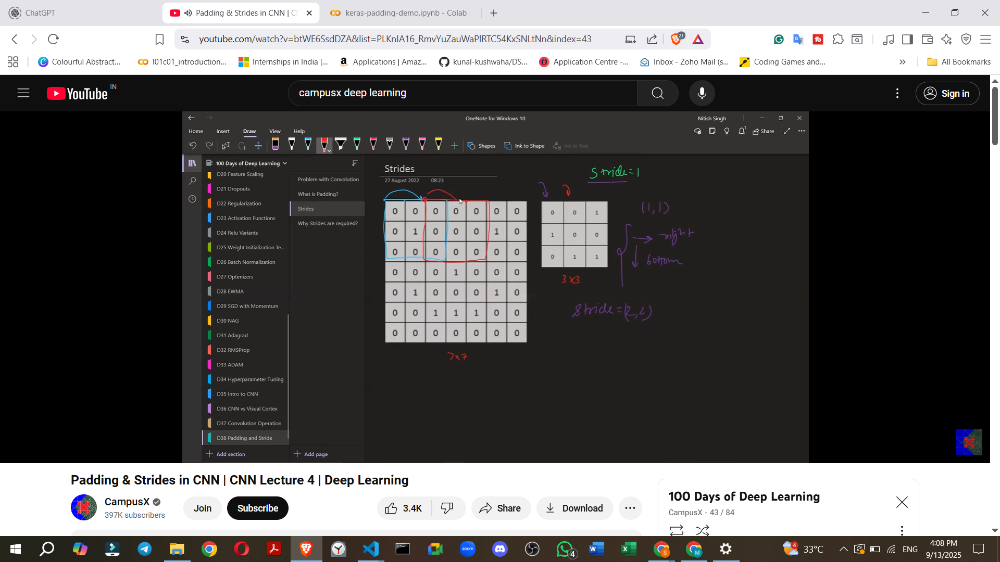 ChatGPT
Padding & Strides in CNN | C
keras-padding-demo.ipynb - Colab
youtube.com/watch?v=btWE6SsdDZA&list=PLKnIA16_RmvYuZauWaPlRTC54KxSNLtNn&index=43
21
Colourful Abstract...
l01c01_introduction...
Internships in India |...
Applications | Amaz...
kunal-kushwaha/DS...
Application Centre -...
Inbox - Zoho Mail (s...
Coding Games and...
All Bookmarks
YouTube IN
campusx deep learning
Sign in
OneNote for Windows 10
Nitish Singh
Home Insert Draw View Help
Share
Shapes
Ink to Shape
Ink to Text
100 Days of Deep Learning
D20 Feature Scaling
D21 Dropouts
D22 Regularization
D23 Activation Functions
D24 Relu Variants
D25 Weight Initialization Te...
D26 Batch Normalization
D27 Optimizers
D28 EWMA
D29 SGD with Momentum
D30 NAG
D31 Adagrad
D32 RMSProp
D33 ADAM
D34 Hyperparameter Tuning
D35 Intro to CNN
D36 CNN vs Visual Cortex
D37 Convolution Operation
D38 Padding and Stride
Add section
Problem with Convolution
What is Padding?
Strides
Why Strides are required?
Add page
Strides
27 August 2022 08:23
Stride=1
0 0 0 0 0 0 0
0 1 0 0 0 1 0
0 0 0 0 0 0 0
0 0 0 1 0 0 0
0 1 0 0 0 1 0
0 0 1 1 1 0 0
0 0 0 0 0 0 0
7x7
0 0 1
1 0 0
0 1 1
3x3
(1,1)
right
bottom
Stride=(2,2)
Padding & Strides in CNN | CNN Lecture 4 | Deep Learning
CampusX
397K subscribers
Join
Subscribe
3.4K
Share
Download
100 Days of Deep Learning
CampusX - 43 / 84
zoom
4
4
33°C
ENG
4:08 PM
9/13/2025